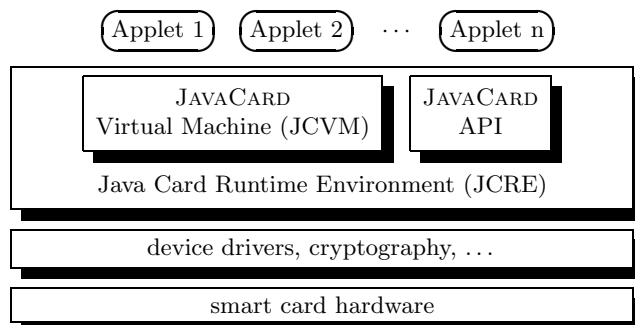 Applet 1 Applet 2 ··· Applet n
JAVACARD JAVACARD
Virtual Machine (JCVM) API
Java Card Runtime Environment (JCRE)
device drivers, cryptography, ...
smart card hardware